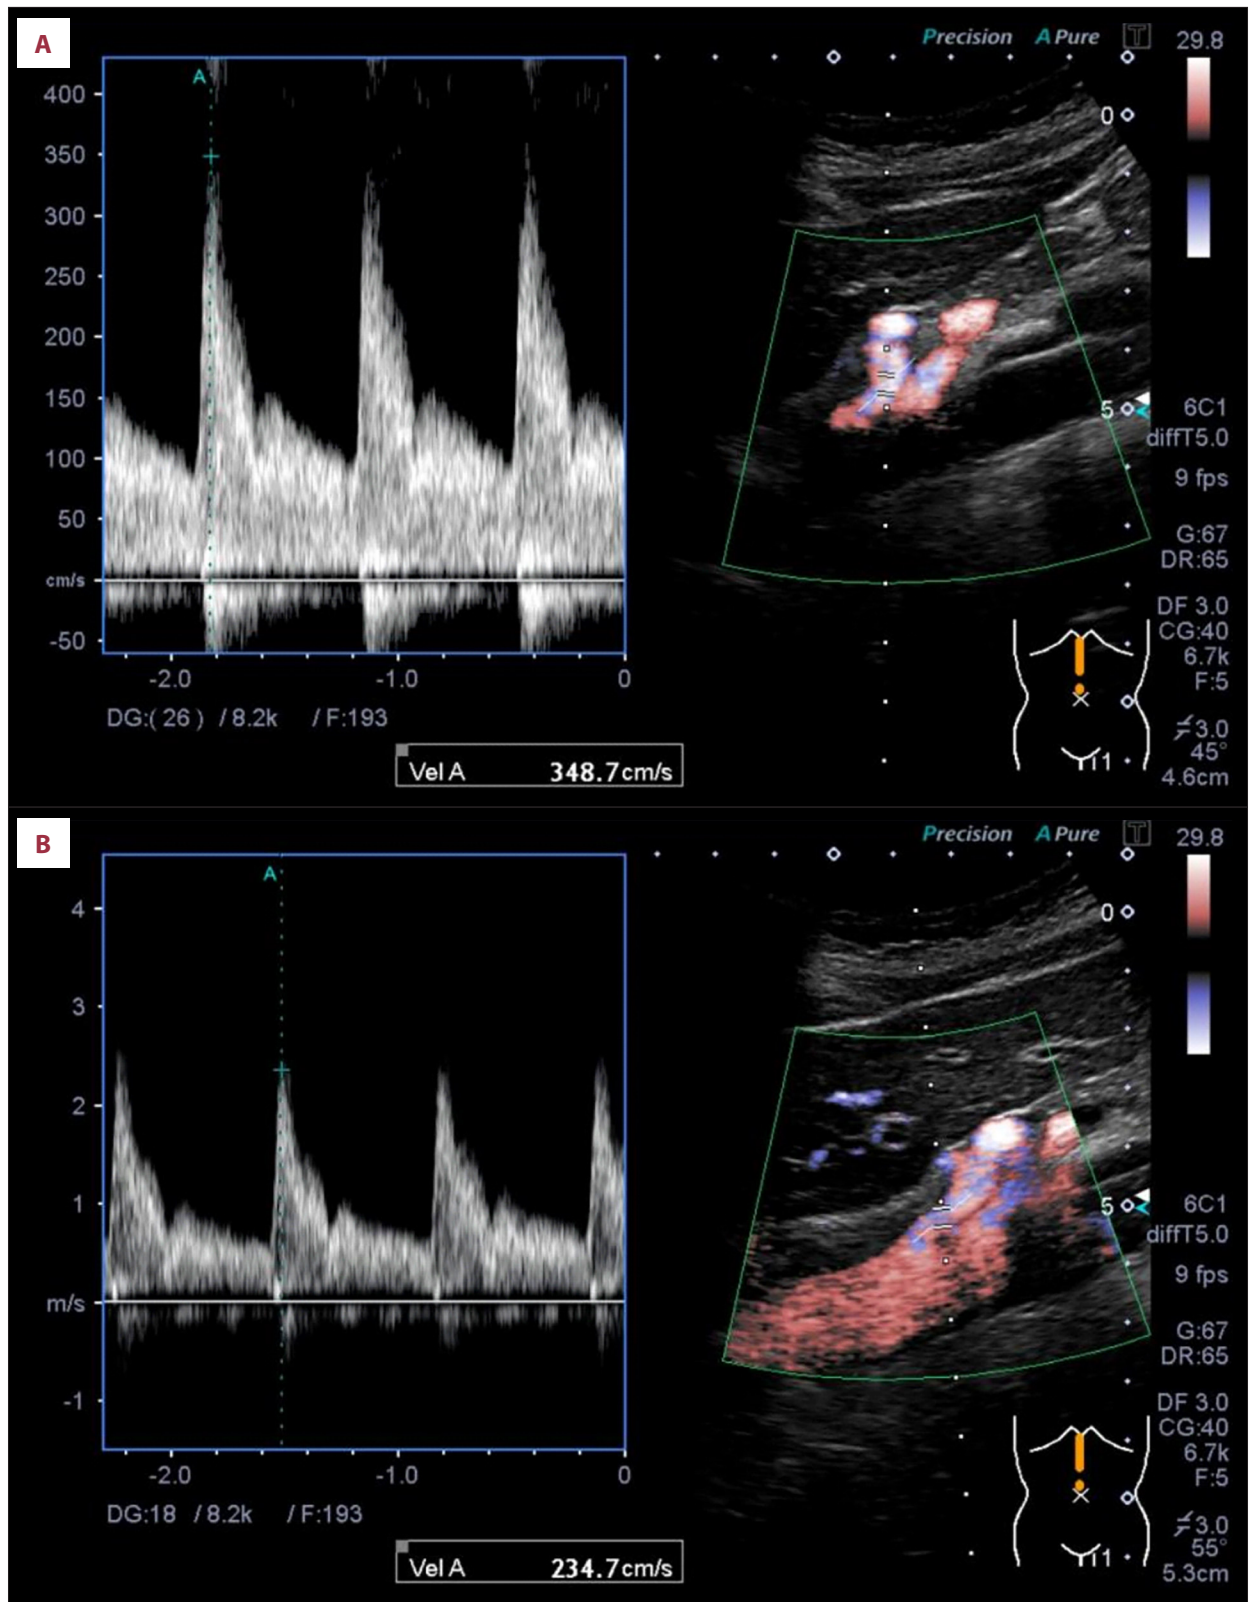 A
Precision A Pure T
29.8
A
400
350
300
250
200
150
100
50
cm/s
-50
-2.0 -1.0 0
DG:( 26 ) / 8.2k / F:193
Vel A 348.7cm/s
0
5
6C1
diffT5.0
9 fps
G:67
DR:65
DF 3.0
CG:40
6.7k
F:5
3.0
45°
4.6cm
1
B
Precision A Pure T
29.8
A
4
3
2
1
m/s
-1
-2.0 -1.0 0
DG:18 / 8.2k / F:193
Vel A 234.7cm/s
0
5
6C1
diffT5.0
9 fps
G:67
DR:65
DF 3.0
CG:40
6.7k
F:5
3.0
55°
5.3cm
1